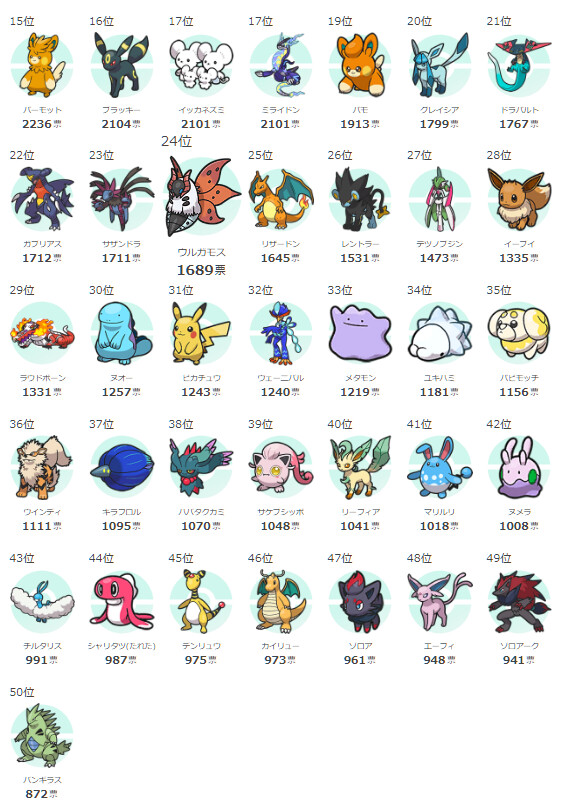 15位 16位 17位 17位 19位 20位 21位
パーモット ブラッキー イッカネズミ ミライドン パモ グレイシア ドラパルト
2236票 2104票 2101票 2101票 1913票 1799票 1767票
22位 23位 24位 25位 26位 27位 28位
ガブリアス サザンドラ ウルガモス リザードン レントラー テツノブジン イーブイ
1712票 1711票 1689票 1645票 1531票 1473票 1335票
29位 30位 31位 32位 33位 34位 35位
ラウドボーン ヌオー ピカチュウ ウェーニバル メタモン ユキハミ パピモッチ
1331票 1257票 1243票 1240票 1219票 1181票 1156票
36位 37位 38位 39位 40位 41位 42位
ウインディ キラフロル ハバタクカミ サケブシッポ リーフィア マリルリ ヌメラ
1111票 1095票 1070票 1048票 1041票 1018票 1008票
43位 44位 45位 46位 47位 48位 49位
チルタリス シャリタツ(たれた) デンリュウ カイリュー ゾロア エーフィ ゾロアーク
991票 987票 975票 973票 961票 948票 941票
50位
バンギラス
872票